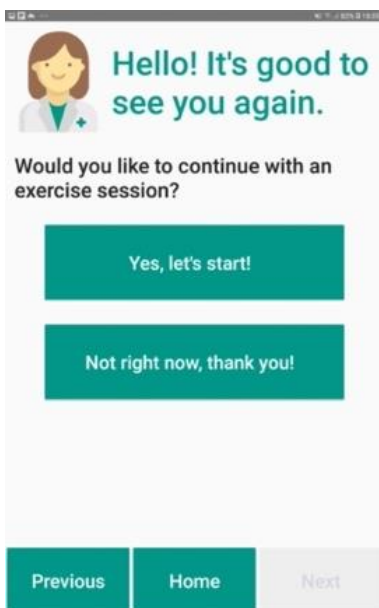 Hello! It's good to
see you again.
Would you like to continue with an
exercise session?
Yes, let's start!
Not right now, thank you!
Previous Home Next